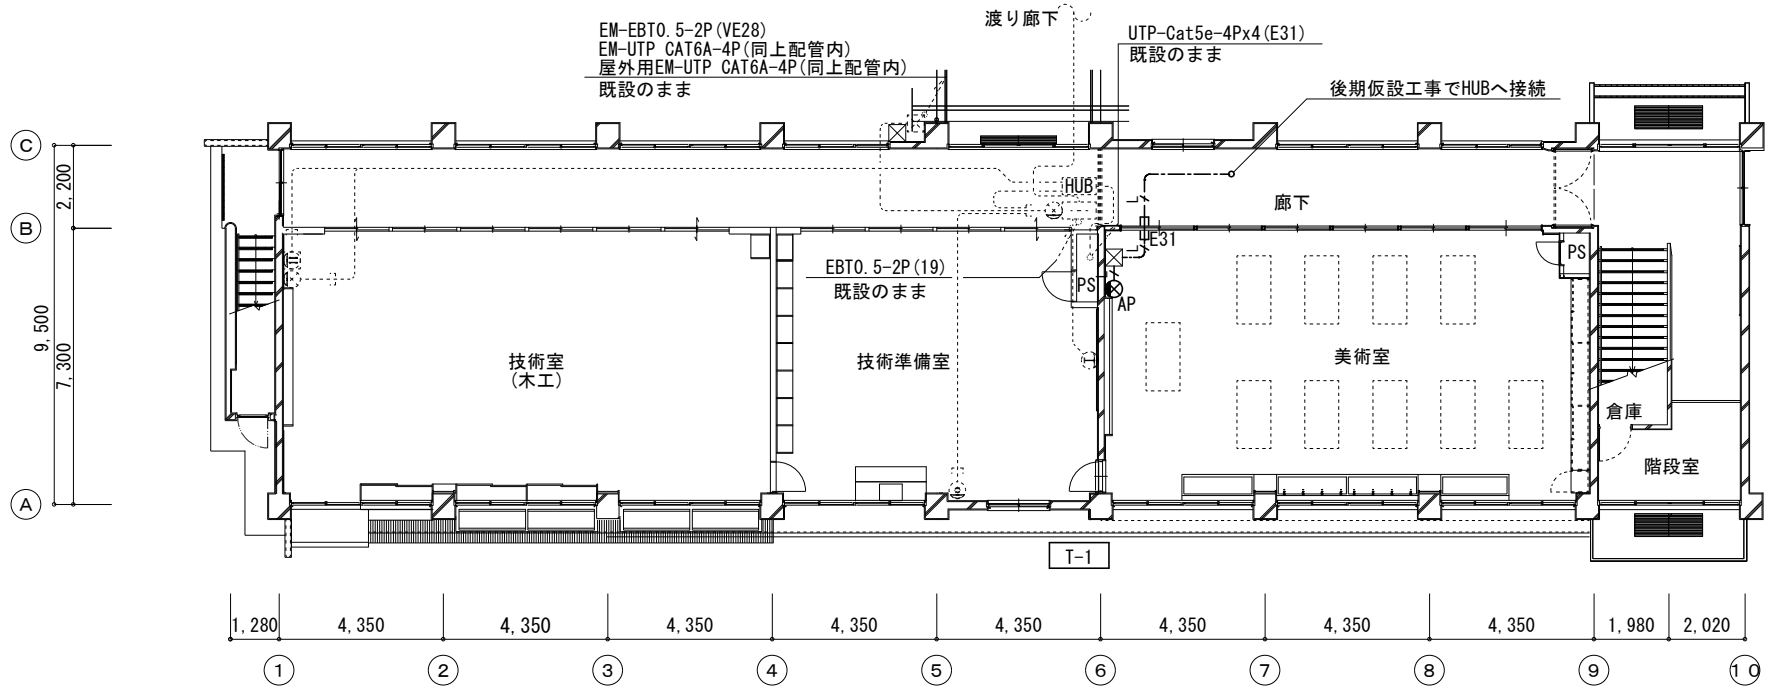 渡り廊下
EM-EBT0.5-2P(VE28)
EM-UTP CAT6A-4P(同上配管内)
屋外用EM-UTP CAT6A-4P(同上配管内)
既設のまま
UTP-Cat5e-4Px4(E31)
既設のまま
後期仮設工事でHUBへ接続
C
2,200
HUB
廊下
B
E31
PS
EBT0.5-2P(19)
既設のまま
PS
AP
9,500
7,300
技術室
(木工)
技術準備室
美術室
倉庫
階段室
A
T-1
1,280
4,350
4,350
4,350
4,350
4,350
4,350
4,350
4,350
1,980
2,020
1
2
3
4
5
6
7
8
9
10